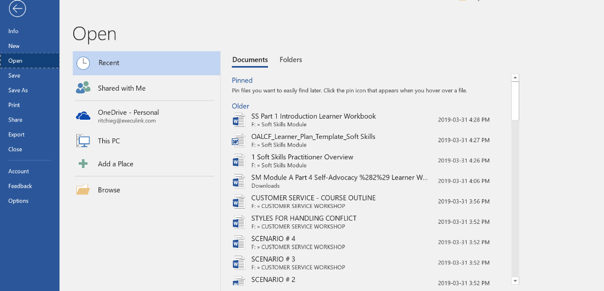 Open
Info
New
Open
Save
Save As
Print
Share
Export
Close
Account
Feedback
Options
Recent
Shared with Me
OneDrive - Personal
ritchieg@execulink.com
This PC
Add a Place
Browse
Documents Folders
Pinned
Pin files you want to easily find later. Click the pin icon that appears when you hover over a file.
Older
SS Part 1 Introduction Learner Workbook 2019-03-31 4:28 PM
F: » Soft Skills Module
OALCF_Learner_Plan_Template_Soft Skills 2019-03-31 4:27 PM
F: » Soft Skills Module
1 Soft Skills Practitioner Overview 2019-03-31 4:26 PM
F: » Soft Skills Module
SM Module A Part 4 Self-Advocacy %282%29 Learner W... 2019-03-31 4:06 PM
Downloads
CUSTOMER SERVICE - COURSE OUTLINE 2019-03-31 3:56 PM
F: » CUSTOMER SERVICE WORKSHOP
STYLES FOR HANDLING CONFLICT 2019-03-31 3:52 PM
F: » CUSTOMER SERVICE WORKSHOP
SCENARIO # 4 2019-03-31 3:52 PM
F: » CUSTOMER SERVICE WORKSHOP
SCENARIO # 3 2019-03-31 3:52 PM
F: » CUSTOMER SERVICE WORKSHOP
SCENARIO # 2 2019-03-31 3:52 PM